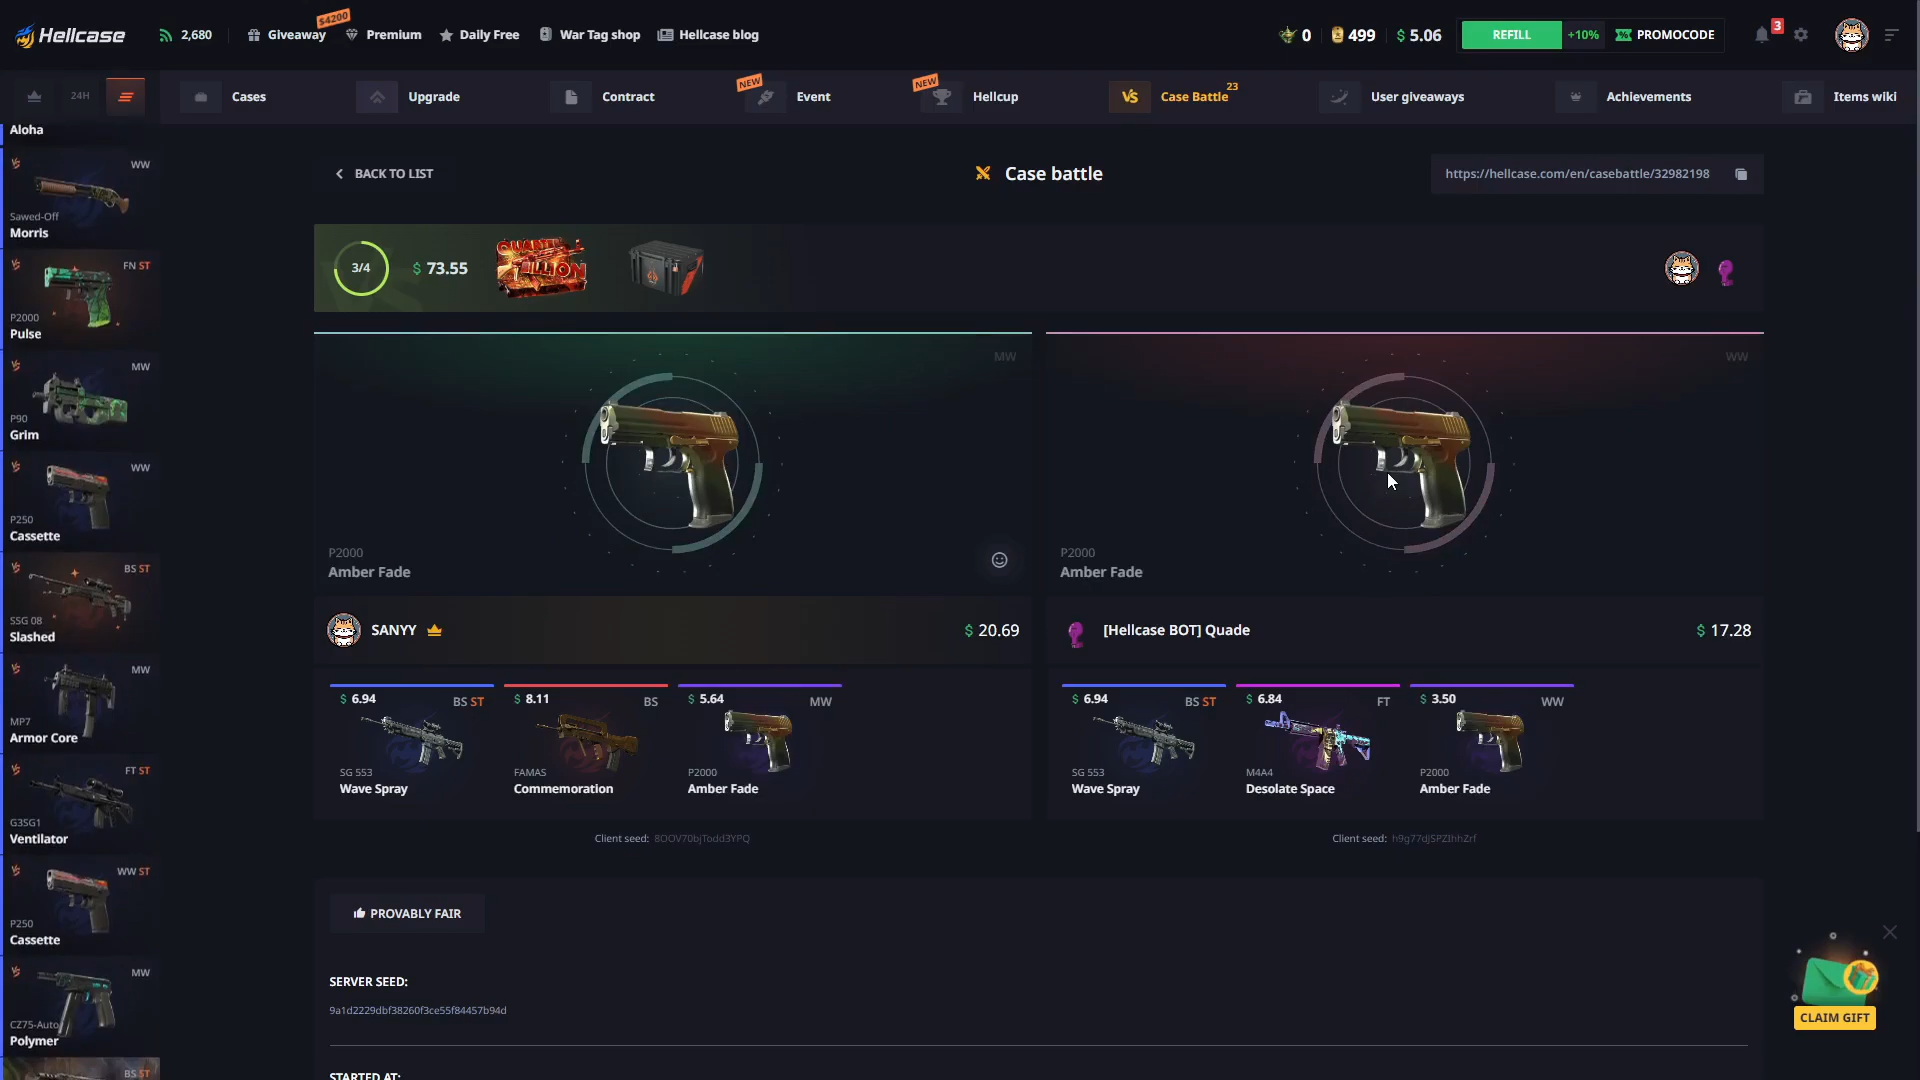 Hellcase
2,680
Giveaway
$4200
Premium
Daily Free
War Tag shop
Hellcase blog
0
499
$ 5.06
REFILL
+10%
PROMOCODE
3
24H
Cases
Upgrade
Contract
NEW
Event
NEW
Hellcup
VS
Case Battle
23
User giveaways
Achievements
Items wiki
Aloha
WW
Sawed-Off
Morris
FN ST
P2000
Pulse
MW
P90
Grim
WW
P250
Cassette
BS ST
SSG 08
Slashed
MW
MP7
Armor Core
FT ST
G3SG1
Ventilator
WW ST
P250
Cassette
MW
CZ75-Auto
Polymer
BS ST
BACK TO LIST
Case battle
https://hellcase.com/en/casebattle/32982198
3/4
$ 73.55
QUARTER
BILLION
MW
P2000
Amber Fade
WW
P2000
Amber Fade
SANYY
$ 20.69
[Hellcase BOT] Quade
$ 17.28
$ 6.94
BS ST
SG 553
Wave Spray
$ 8.11
BS
FAMAS
Commemoration
$ 5.64
MW
P2000
Amber Fade
$ 6.94
BS ST
SG 553
Wave Spray
$ 6.84
FT
M4A4
Desolate Space
$ 3.50
WW
P2000
Amber Fade
Client seed: 8OOV70bjTodd3YPQ
Client seed: h9g77dJSPZIhhZrf
PROVABLY FAIR
SERVER SEED:
9a1d2229dbf38260f3ce55f84457b94d
STARTED AT:
CLAIM GIFT